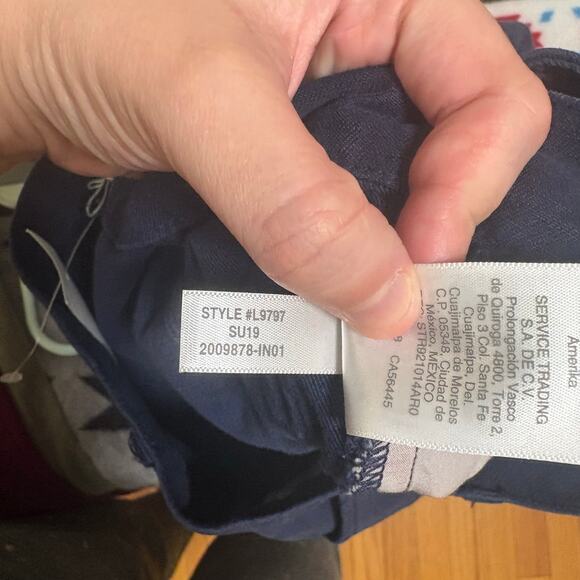 STYLE #L9797
SU19
2009878-IN01
Amerika
SERVICE TRADING
S.A. DE C.V.
Prolongación Vasco
de Quiroga 4800, Torre 2,
Piso 3 Col. Santa Fe
Cuajimalpa, Del.
Cuajimalpa de Morelos
C.P. 05348, Ciudad de
México, MEXICO
STR821014AR0
CA56445